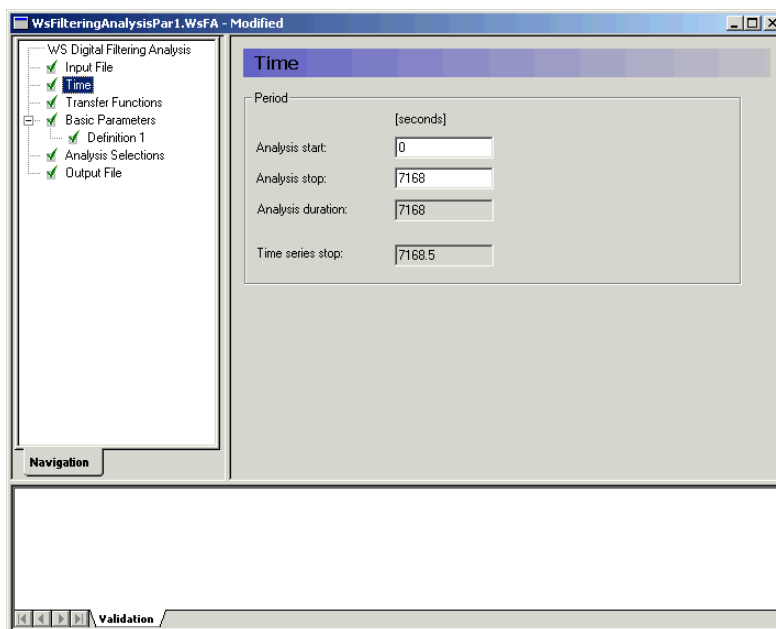 WsFilteringAnalysisPar1.WsFA - Modified
WS Digital Filtering Analysis
Input File
Time
Transfer Functions
Basic Parameters
Definition 1
Analysis Selections
Output File
Navigation
Time
Period
[seconds]
Analysis start: 0
Analysis stop: 7168
Analysis duration: 7168
Time series stop: 7168.5
Validation